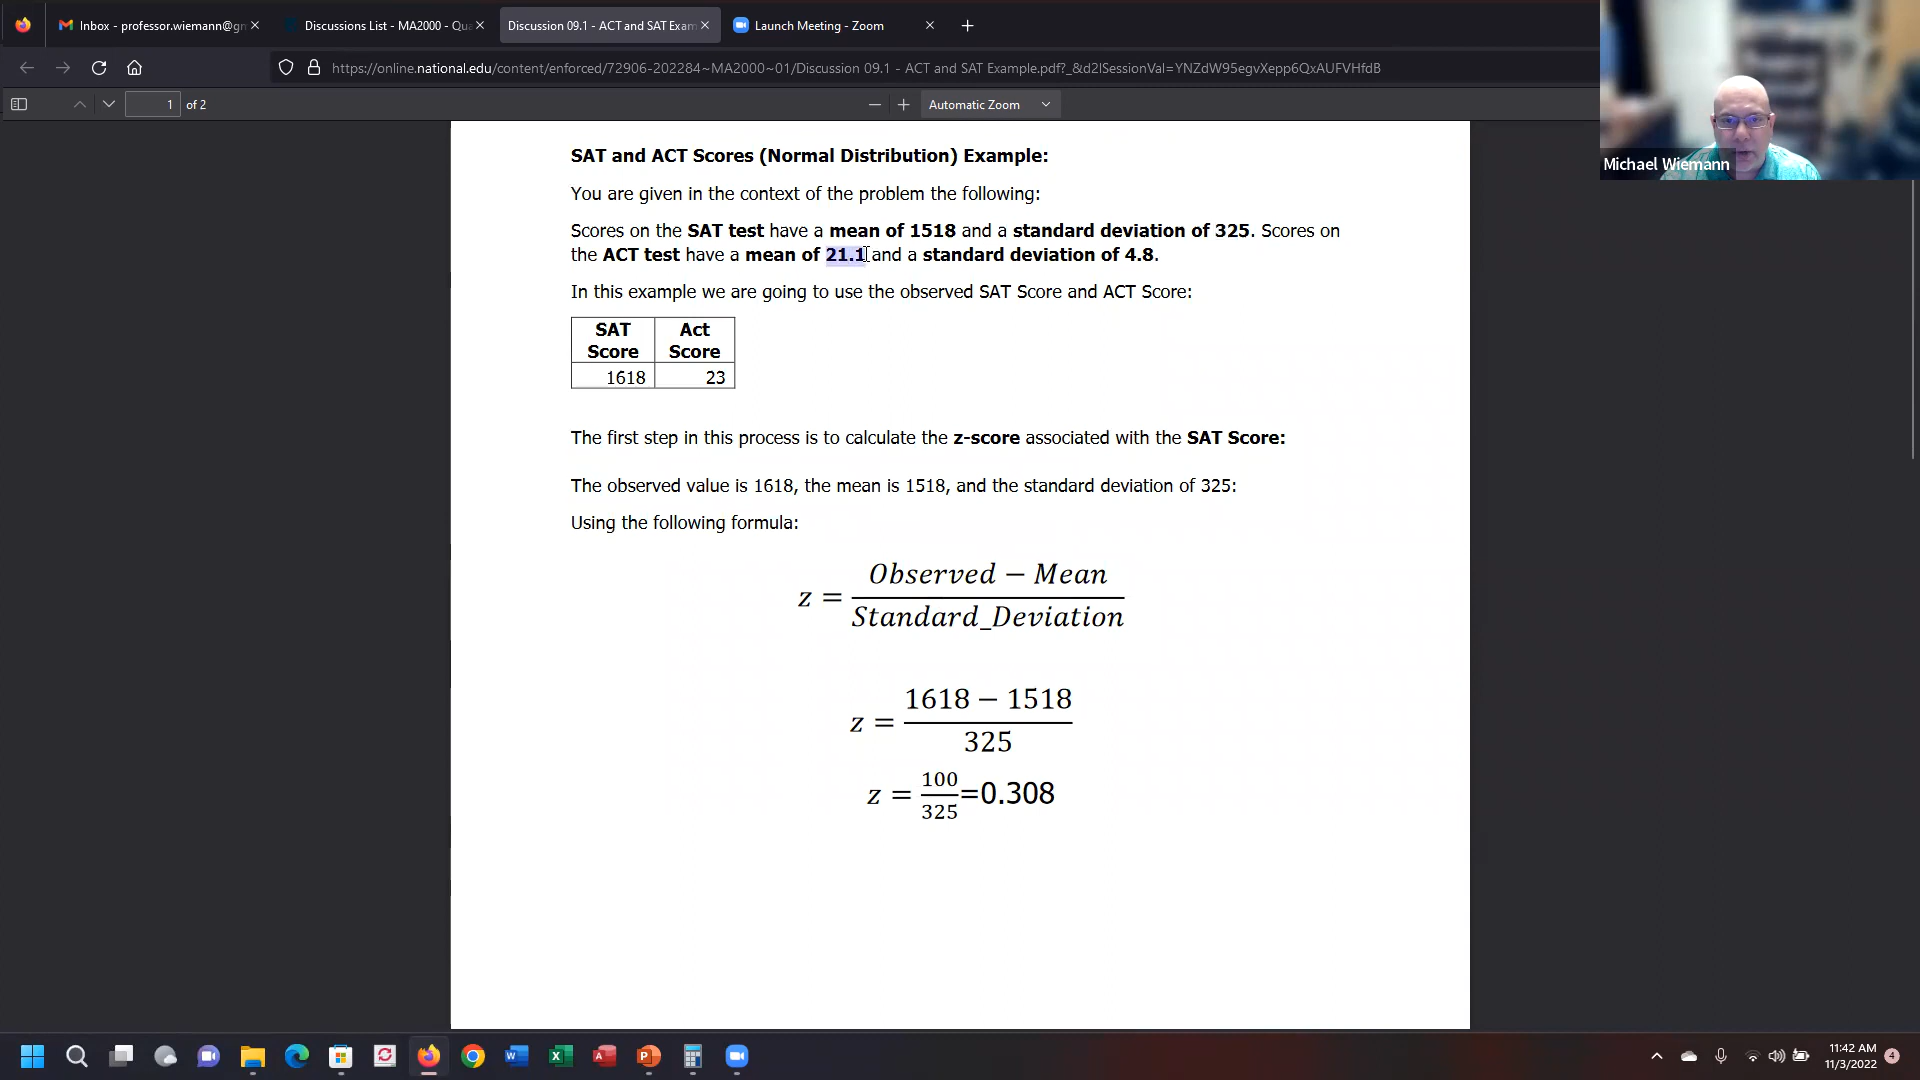 Inbox - professor.wiemann@gm
Discussions List - MA2000 - Qua
Discussion 09.1 - ACT and SAT Exam
Launch Meeting - Zoom
https://online.national.edu/content/enforced/72906-202284~MA2000~01/Discussion 09.1 - ACT and SAT Example.pdf?_&d2lSessionVal=YNZdW95egvXepp6QxAUFVHfdB
1 of 2
Automatic Zoom
Michael Wiemann
SAT and ACT Scores (Normal Distribution) Example:
You are given in the context of the problem the following:
Scores on the SAT test have a mean of 1518 and a standard deviation of 325. Scores on
the ACT test have a mean of 21.1 and a standard deviation of 4.8.
In this example we are going to use the observed SAT Score and ACT Score:
SAT Act
Score Score
1618 23
The first step in this process is to calculate the z-score associated with the SAT Score:
The observed value is 1618, the mean is 1518, and the standard deviation of 325:
Using the following formula:
Observed − Mean
z =
Standard_Deviation
1618 − 1518
z =
325
100
z = =0.308
325
11:42 AM
11/3/2022
4